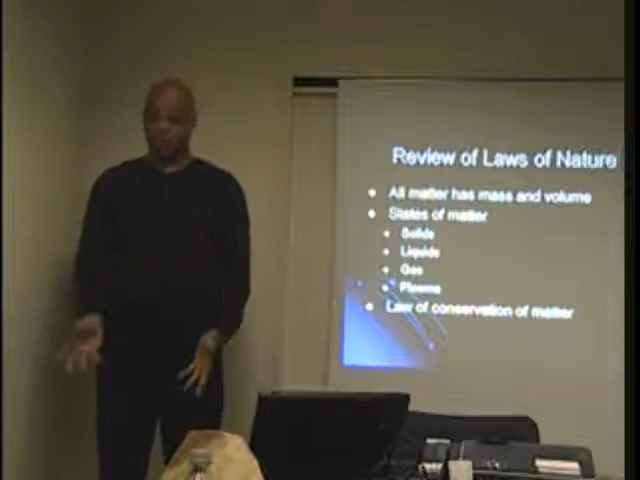 Review of Laws of Nature
All matter has mass and volume
States of matter
Solids
Liquids
Gas
Plasma
Law of conservation of matter